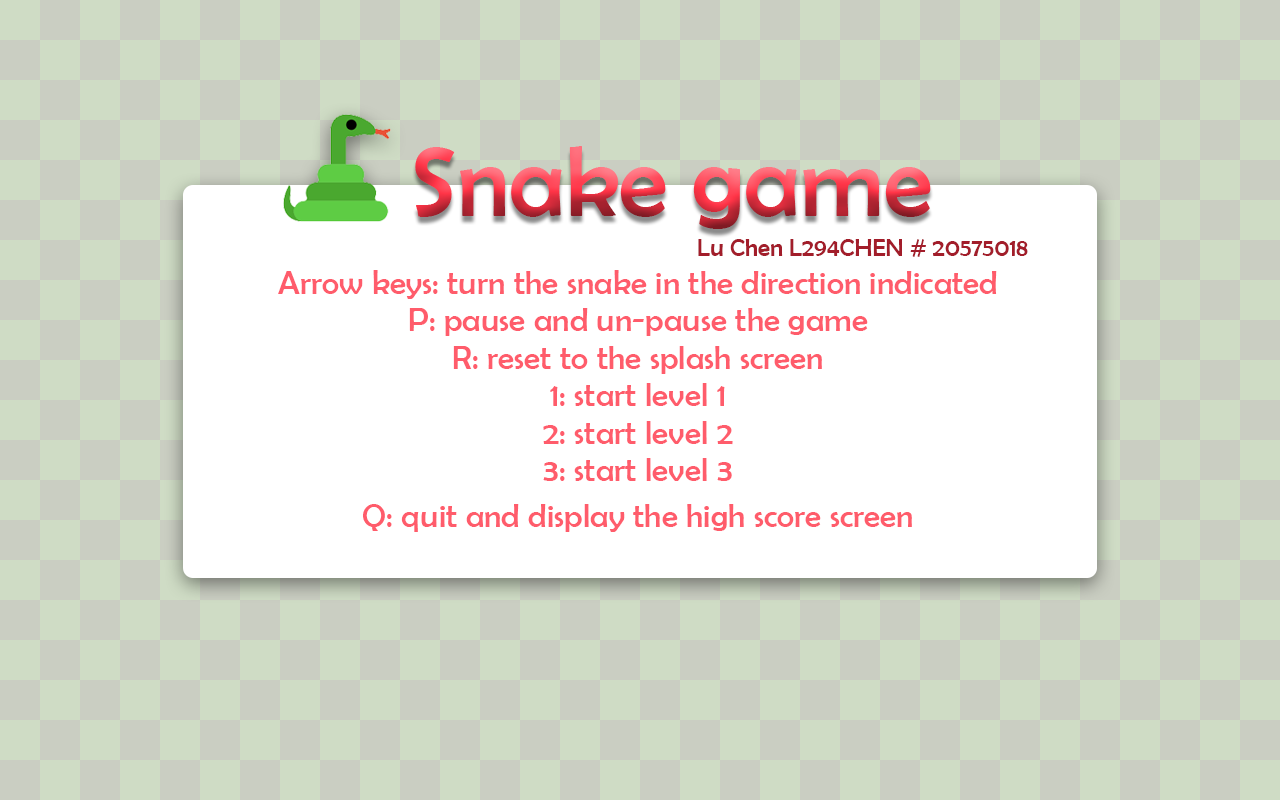 Snake game
Lu Chen L294CHEN # 20575018
Arrow keys: turn the snake in the direction indicated
P: pause and un-pause the game
R: reset to the splash screen
1: start level 1
2: start level 2
3: start level 3
Q: quit and display the high score screen